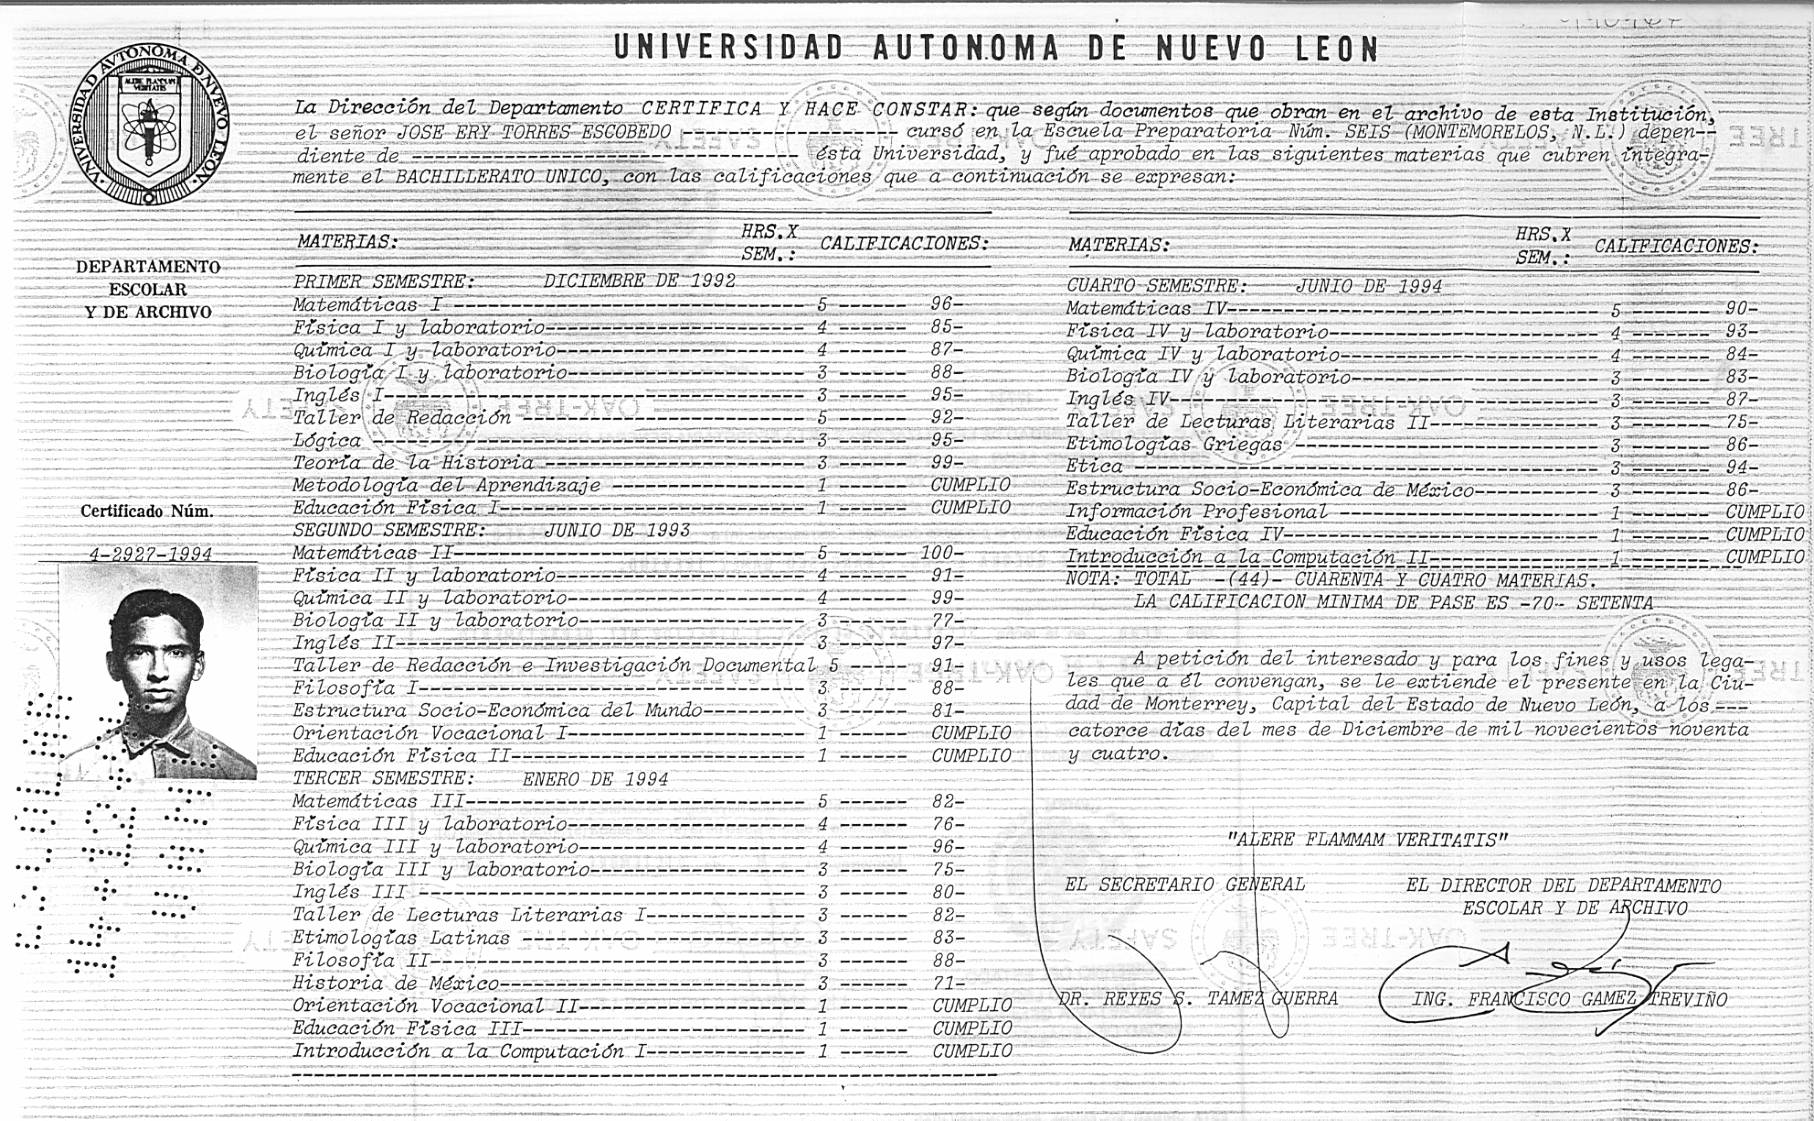 UNIVERSIDAD AUTONOMA DE NUEVO LEON
UNIVERSIDAD AVTONOMA D NVEVO LEON
ALERE FLAMMAM
VERITATIS
La Dirección del Departamento CERTIFICA Y HACE CONSTAR: que según documentos que obran en el archivo de esta Institución,
el señor JOSE ERY TORRES ESCOBEDO -------------------- cursó en la Escuela Preparatoria Núm. SEIS (MONTEMORELOS, N.L.) depen--
diente de ----------------------------------- ésta Universidad, y fué aprobado en las siguientes materias que cubren íntegra-
mente el BACHILLERATO UNICO, con las calificaciones que a continuación se expresan:
DEPARTAMENTO
ESCOLAR
Y DE ARCHIVO
Certificado Núm.
4-2927-1994
MATERIAS: HRS.X SEM.: CALIFICACIONES:
PRIMER SEMESTRE: DICIEMBRE DE 1992
Matemáticas I 5 96-
Física I y laboratorio 4 85-
Química I y laboratorio 4 87-
Biología I y laboratorio 3 88-
Inglés I 3 95-
Taller de Redacción 5 92-
Lógica 3 95-
Teoría de la Historia 3 99-
Metodología del Aprendizaje 1 CUMPLIO
Educación Física I 1 CUMPLIO
SEGUNDO SEMESTRE: JUNIO DE 1993
Matemáticas II 5 100-
Física II y laboratorio 4 91-
Química II y laboratorio 4 99-
Biología II y laboratorio 3 77-
Inglés II 3 97-
Taller de Redacción e Investigación Documental 5 91-
Filosofía I 3 88-
Estructura Socio-Económica del Mundo 3 81-
Orientación Vocacional I 1 CUMPLIO
Educación Física II 1 CUMPLIO
TERCER SEMESTRE: ENERO DE 1994
Matemáticas III 5 82-
Física III y laboratorio 4 76-
Química III y laboratorio 4 96-
Biología III y laboratorio 3 75-
Inglés III 3 80-
Taller de Lecturas Literarias I 3 82-
Etimologías Latinas 3 83-
Filosofía II 3 88-
Historia de México 3 71-
Orientación Vocacional II 1 CUMPLIO
Educación Física III 1 CUMPLIO
Introducción a la Computación I 1 CUMPLIO
MATERIAS: HRS.X SEM.: CALIFICACIONES:
CUARTO SEMESTRE: JUNIO DE 1994
Matemáticas IV 5 90-
Física IV y laboratorio 4 93-
Química IV y laboratorio 4 84-
Biología IV y laboratorio 3 83-
Inglés IV 3 87-
Taller de Lecturas Literarias II 3 75-
Etimologías Griegas 3 86-
Etica 3 94-
Estructura Socio-Económica de México 3 86-
Información Profesional 1 CUMPLIO
Educación Física IV 1 CUMPLIO
Introducción a la Computación II 1 CUMPLIO
NOTA: TOTAL -(44)- CUARENTA Y CUATRO MATERIAS.
LA CALIFICACION MINIMA DE PASE ES -70- SETENTA
A petición del interesado y para los fines y usos lega-
les que a él convengan, se le extiende el presente en la Ciu-
dad de Monterrey, Capital del Estado de Nuevo León, a los ---
catorce días del mes de Diciembre de mil novecientos noventa
y cuatro.
"ALERE FLAMMAM VERITATIS"
EL SECRETARIO GENERAL
DR. REYES S. TAMEZ GUERRA
EL DIRECTOR DEL DEPARTAMENTO
ESCOLAR Y DE ARCHIVO
ING. FRANCISCO GAMEZ TREVIÑO
OAK-TREE SAFETY